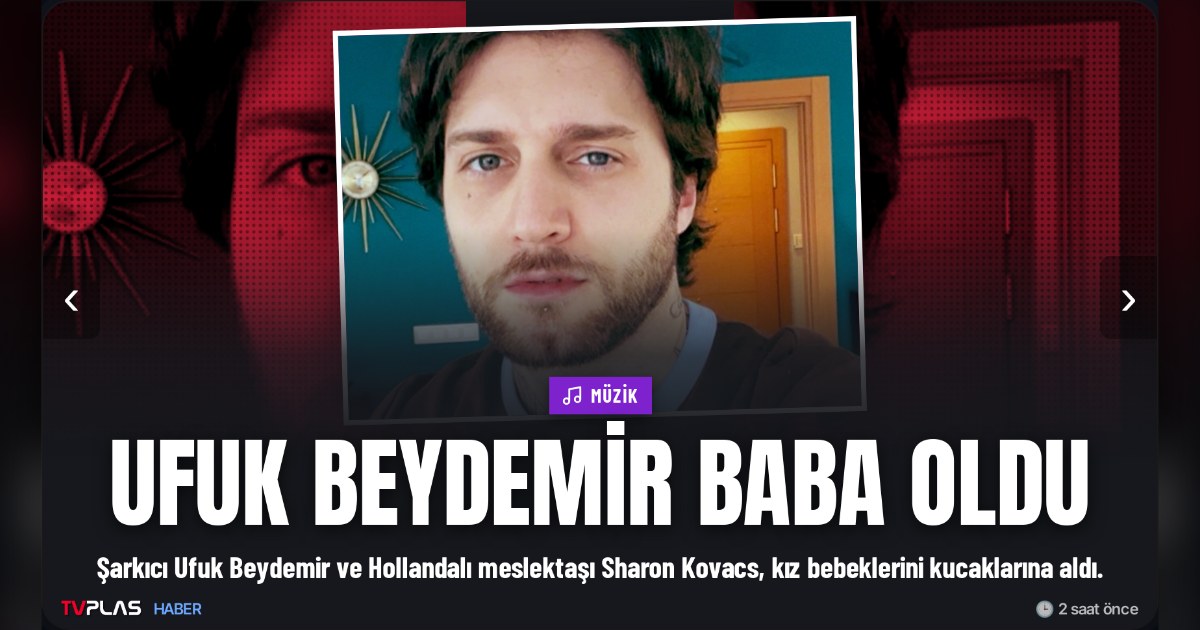 MÜZİK
UFUK BEYDEMİR BABA OLDU
Şarkıcı Ufuk Beydemir ve Hollandalı meslektaşı Sharon Kovacs, kız bebeklerini kucaklarına aldı.
TVPLAS HABER
2 saat önce